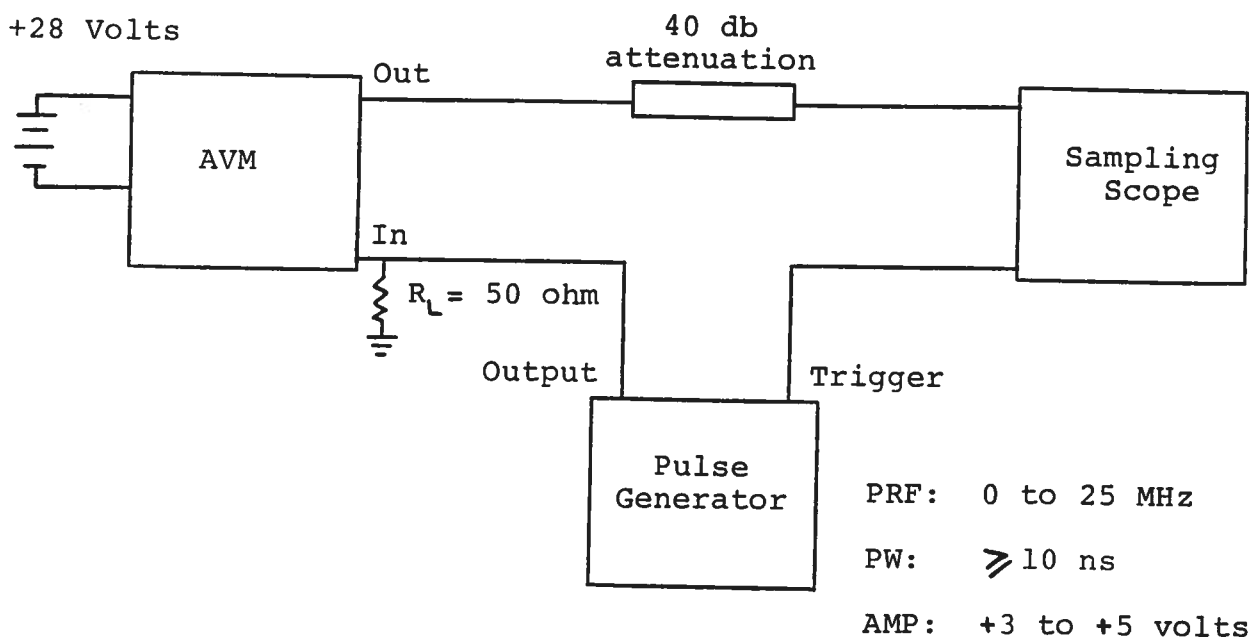 +28 Volts
40 db
attenuation
Out
AVM
Sampling
Scope
In
R_L = 50 ohm
Output
Trigger
Pulse
Generator
PRF: 0 to 25 MHz
PW: ⩾ 10 ns
AMP: +3 to +5 volts